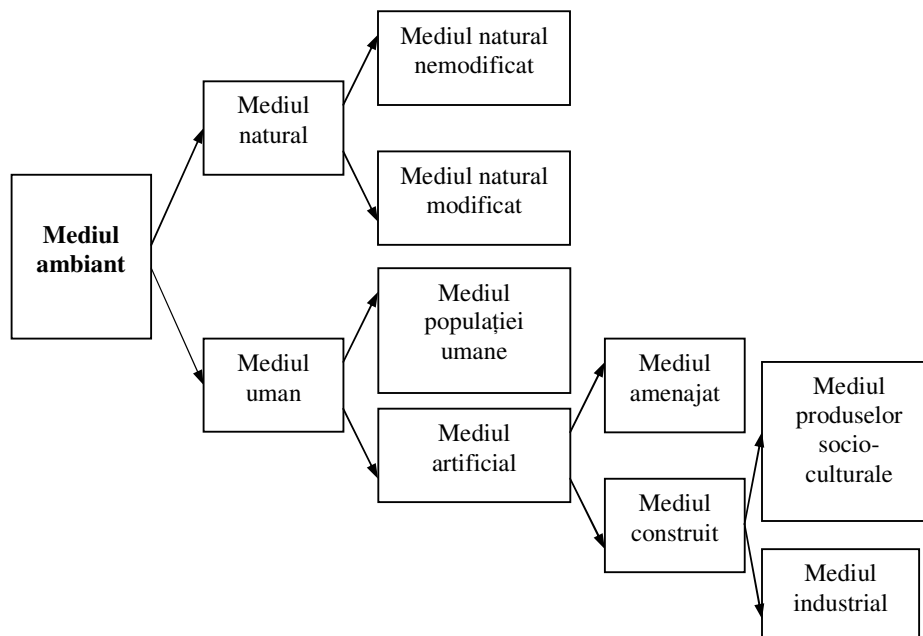 Mediul natural
nemodificat
Mediul
natural
Mediul natural
modificat
Mediul
ambiant
Mediul
populației
umane
Mediul
uman
Mediul
amenajat
Mediul
produselor
socio-
culturale
Mediul
artificial
Mediul
construit
Mediul
industrial